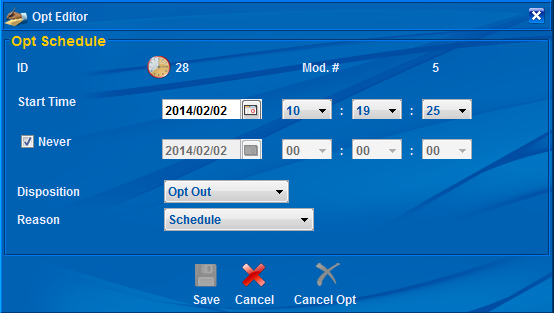 Opt Editor
Opt Schedule
ID 28 Mod. # 5
Start Time 2014/02/02 10 : 19 : 25
Never 2014/02/02 00 : 00 : 00
Disposition Opt Out
Reason Schedule
Save Cancel Cancel Opt